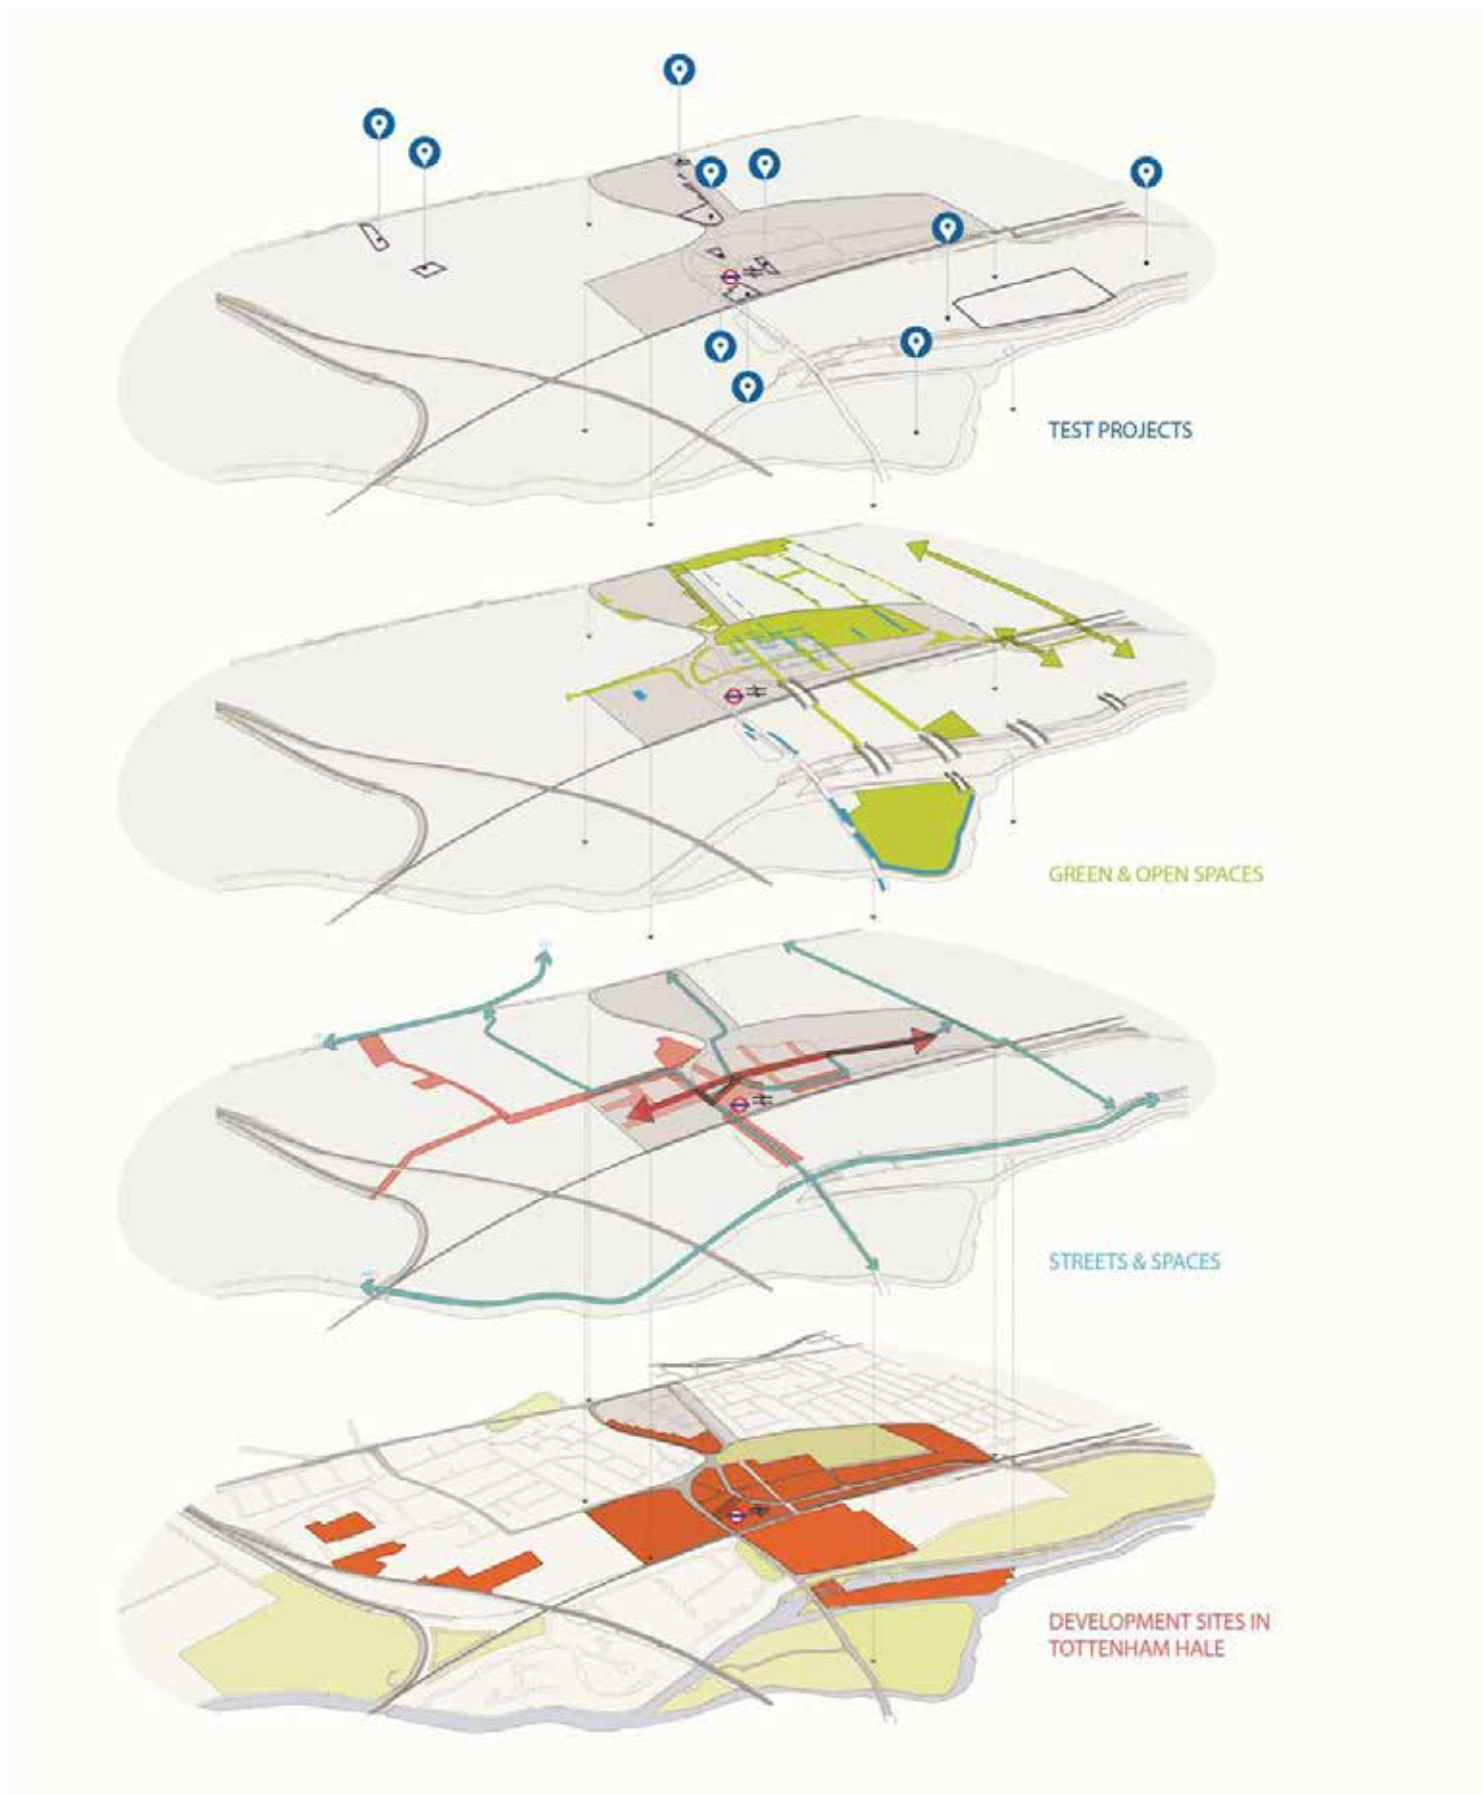 TEST PROJECTS
GREEN & OPEN SPACES
STREETS & SPACES
DEVELOPMENT SITES IN
TOTTENHAM HALE